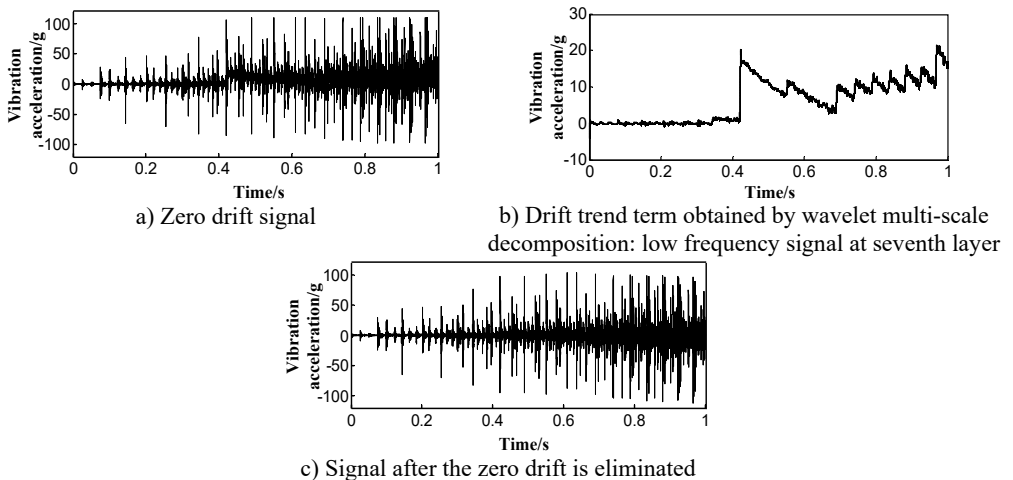 100
50
0
-50
-100
Vibration
acceleration/g
0 0.2 0.4 0.6 0.8 1
Time/s
a) Zero drift signal
30
20
10
0
-10
Vibration
acceleration/g
0 0.2 0.4 0.6 0.8 1
Time/s
b) Drift trend term obtained by wavelet multi-scale
decomposition: low frequency signal at seventh layer
100
50
0
-50
-100
Vibration
acceleration/g
0 0.2 0.4 0.6 0.8 1
Time/s
c) Signal after the zero drift is eliminated